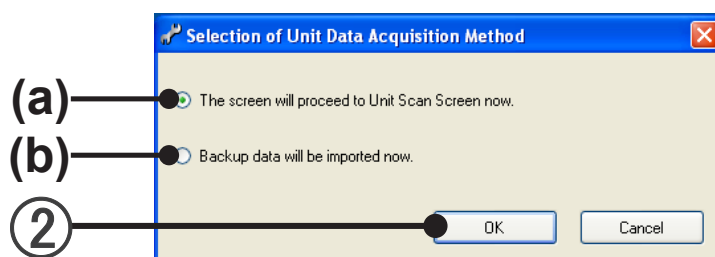 Selection of Unit Data Acquisition Method
(a) The screen will proceed to Unit Scan Screen now.
(b) Backup data will be imported now.
② OK Cancel